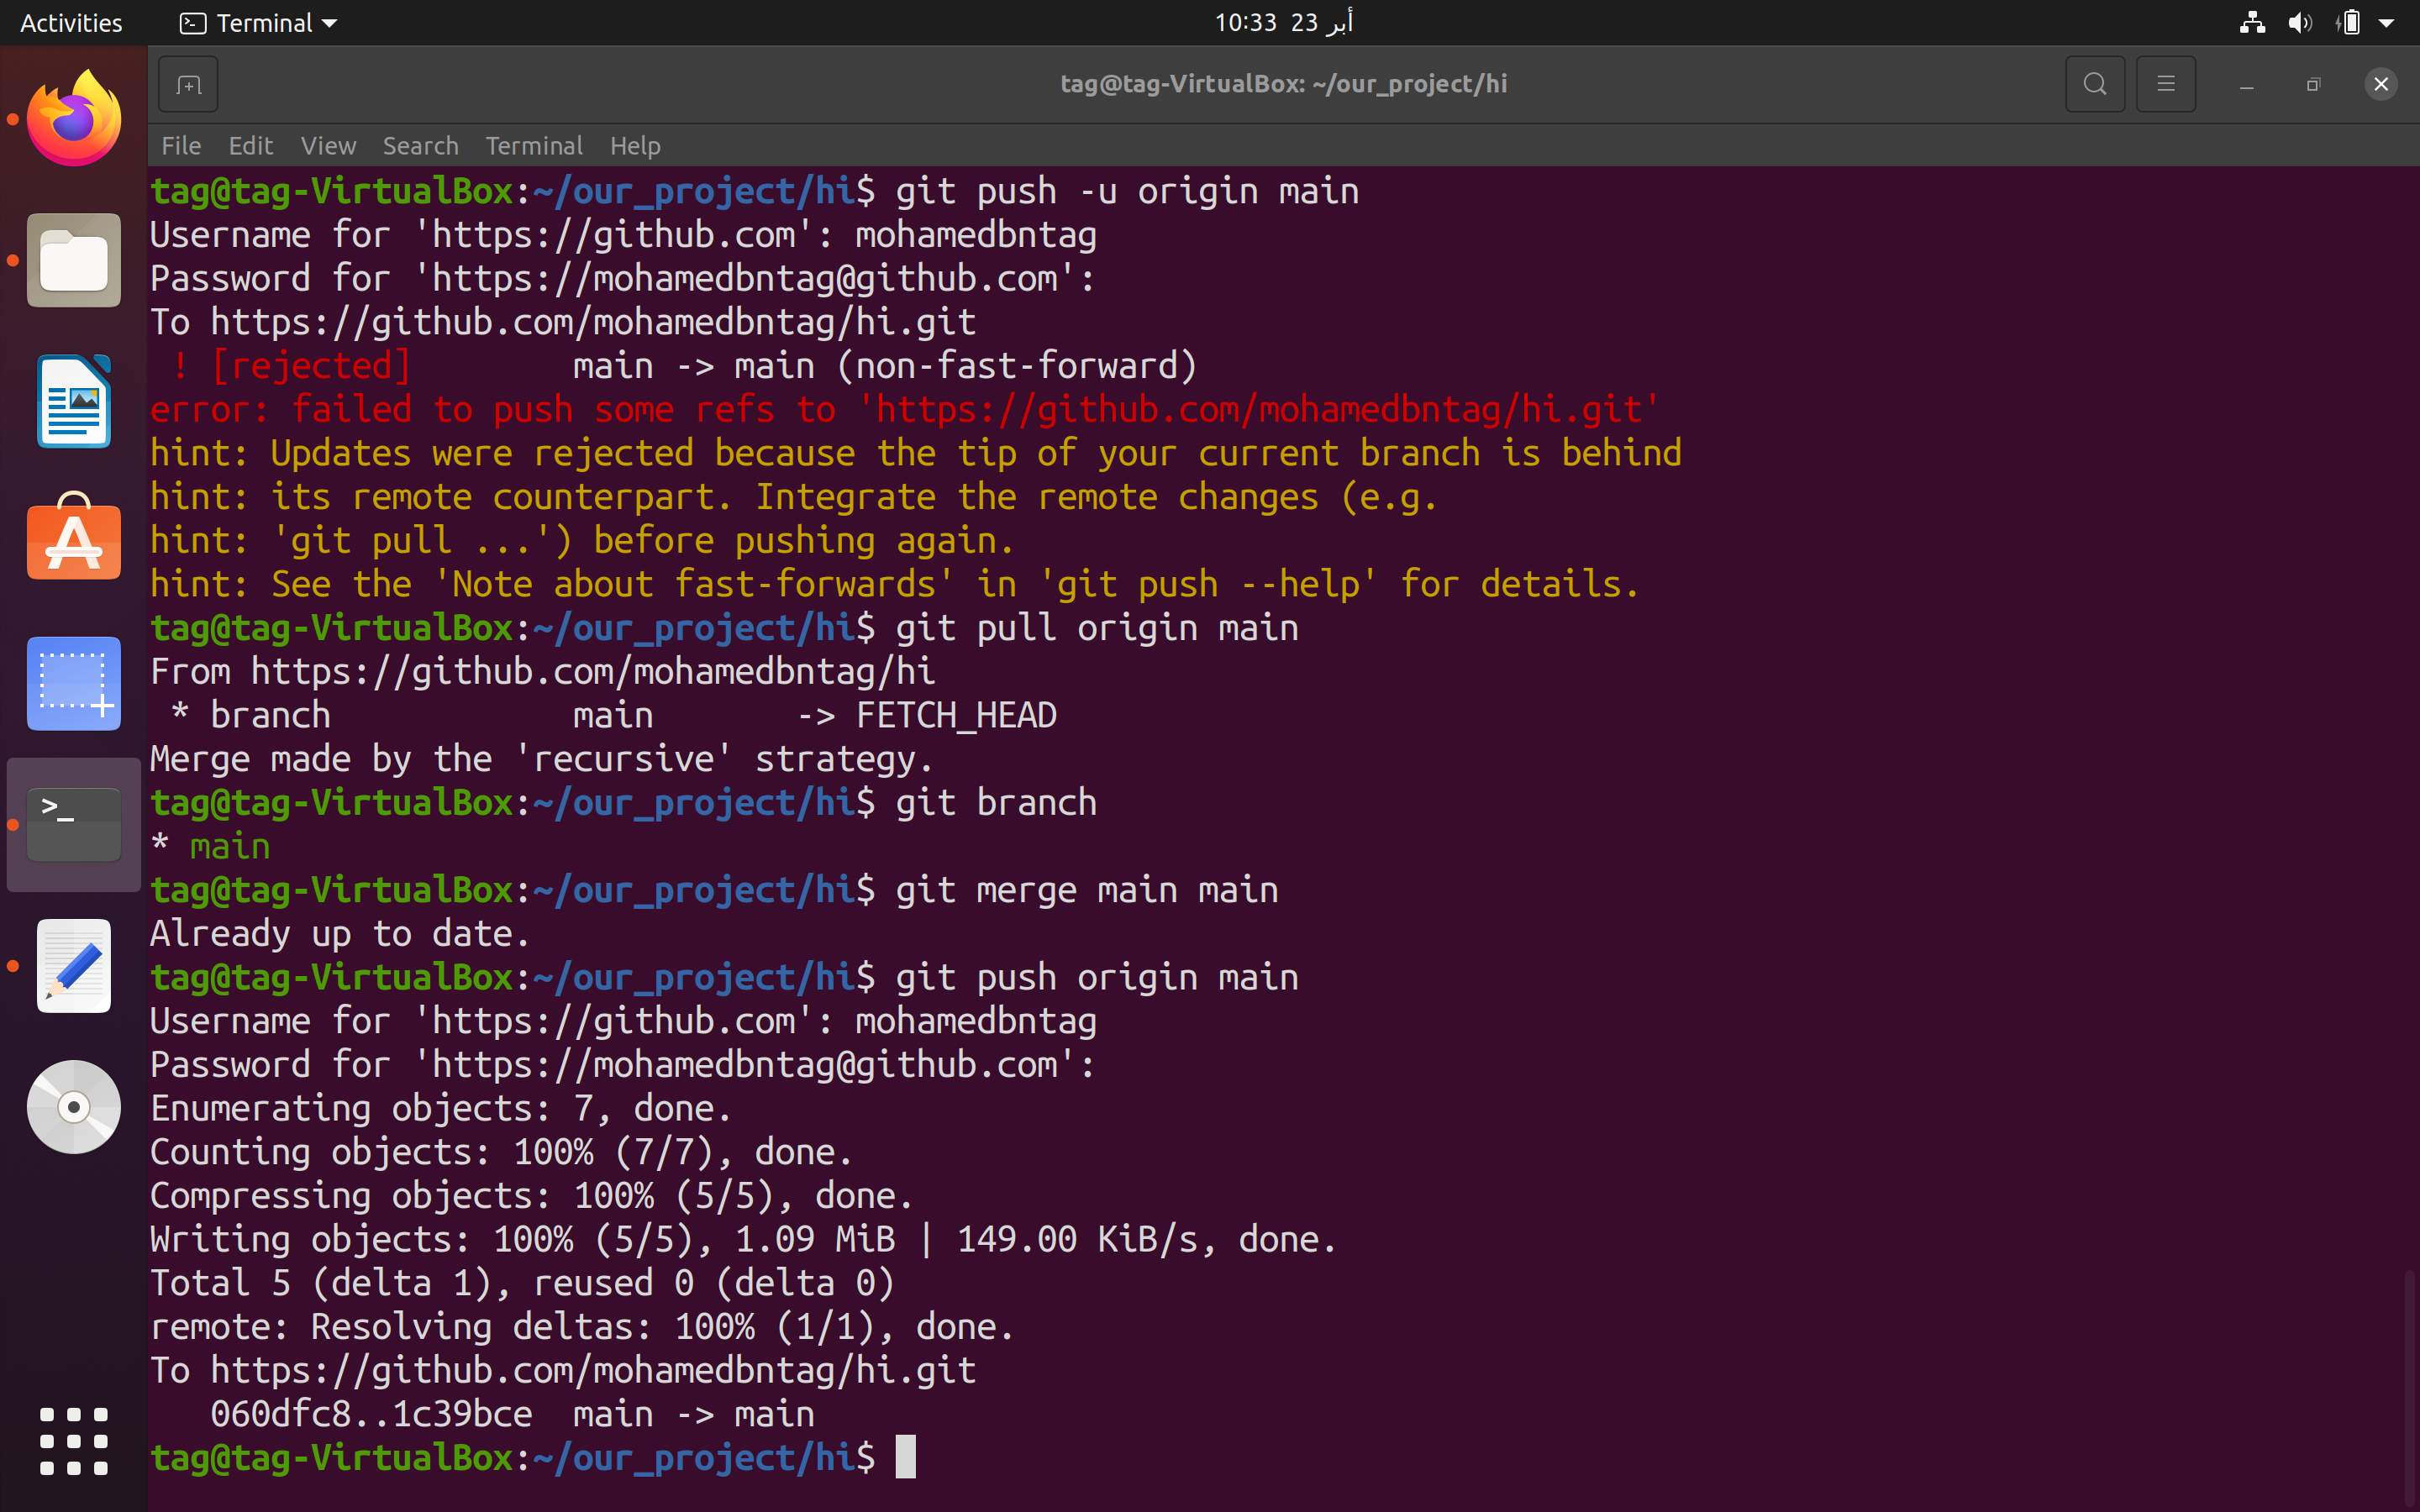 Activities
Terminal
10:33 23 أبر
tag@tag-VirtualBox: ~/our_project/hi
File Edit View Search Terminal Help
tag@tag-VirtualBox:~/our_project/hi$ git push -u origin main
Username for 'https://github.com': mohamedbntag
Password for 'https://mohamedbntag@github.com':
To https://github.com/mohamedbntag/hi.git
 ! [rejected]        main -> main (non-fast-forward)
error: failed to push some refs to 'https://github.com/mohamedbntag/hi.git'
hint: Updates were rejected because the tip of your current branch is behind
hint: its remote counterpart. Integrate the remote changes (e.g.
hint: 'git pull ...') before pushing again.
hint: See the 'Note about fast-forwards' in 'git push --help' for details.
tag@tag-VirtualBox:~/our_project/hi$ git pull origin main
From https://github.com/mohamedbntag/hi
 * branch            main       -> FETCH_HEAD
Merge made by the 'recursive' strategy.
tag@tag-VirtualBox:~/our_project/hi$ git branch
* main
tag@tag-VirtualBox:~/our_project/hi$ git merge main main
Already up to date.
tag@tag-VirtualBox:~/our_project/hi$ git push origin main
Username for 'https://github.com': mohamedbntag
Password for 'https://mohamedbntag@github.com':
Enumerating objects: 7, done.
Counting objects: 100% (7/7), done.
Compressing objects: 100% (5/5), done.
Writing objects: 100% (5/5), 1.09 MiB | 149.00 KiB/s, done.
Total 5 (delta 1), reused 0 (delta 0)
remote: Resolving deltas: 100% (1/1), done.
To https://github.com/mohamedbntag/hi.git
   060dfc8..1c39bce  main -> main
tag@tag-VirtualBox:~/our_project/hi$